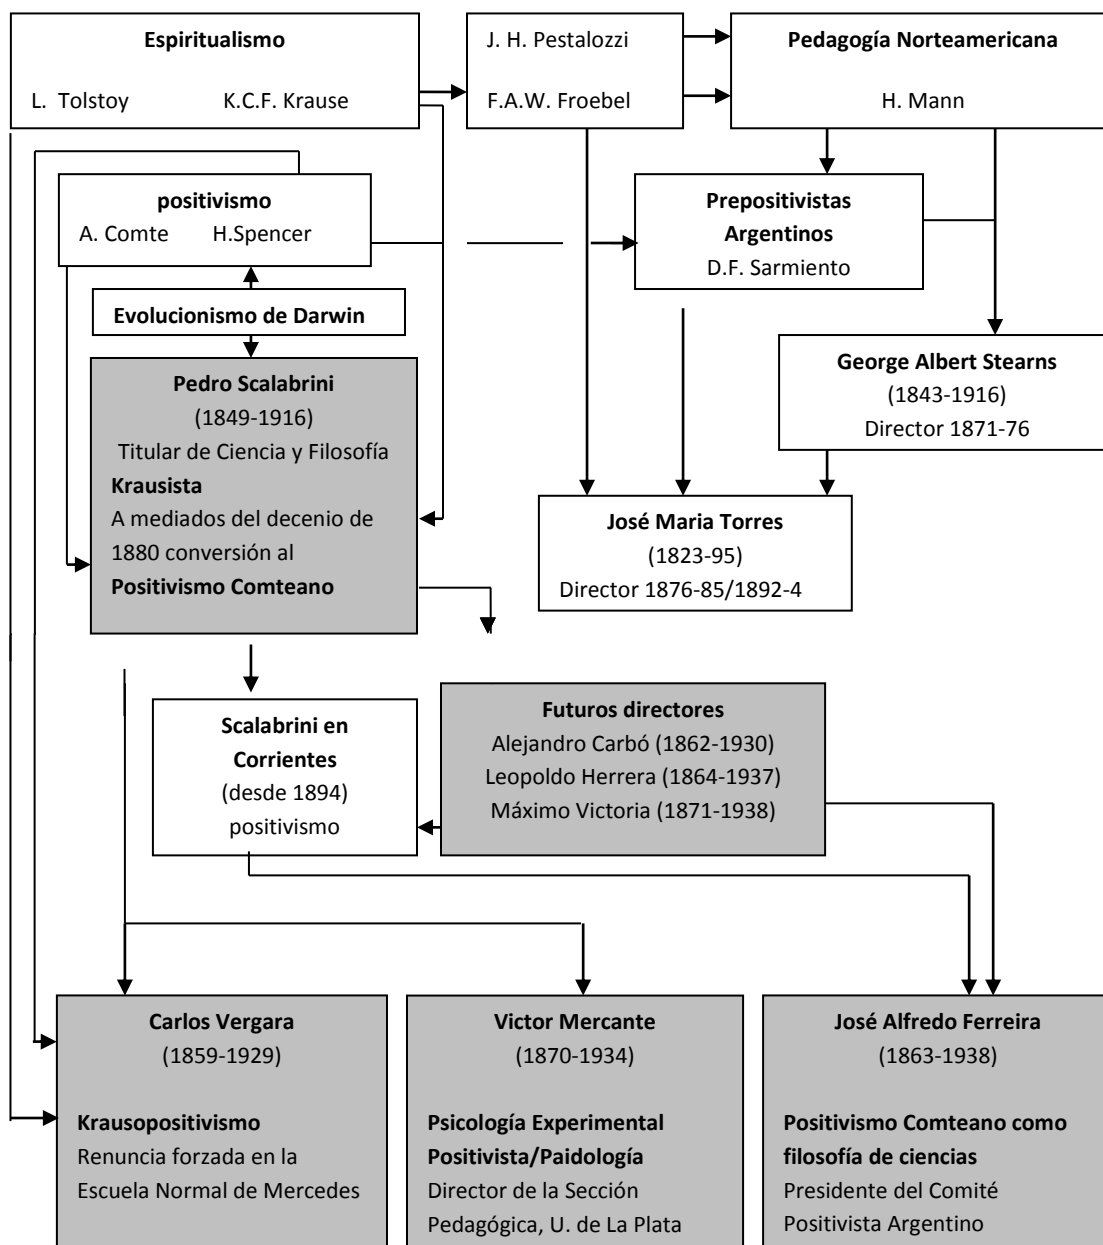 Espiritualismo
L. Tolstoy K.C.F. Krause
J. H. Pestalozzi
F.A.W. Froebel
Pedagogía Norteamericana
H. Mann
positivismo
A. Comte H.Spencer
Prepositivistas
Argentinos
D.F. Sarmiento
Evolucionismo de Darwin
Pedro Scalabrini
(1849-1916)
Titular de Ciencia y Filosofía
Krausista
A mediados del decenio de
1880 conversión al
Positivismo Comteano
George Albert Stearns
(1843-1916)
Director 1871-76
José Maria Torres
(1823-95)
Director 1876-85/1892-4
Scalabrini en
Corrientes
(desde 1894)
positivismo
Futuros directores
Alejandro Carbó (1862-1930)
Leopoldo Herrera (1864-1937)
Máximo Victoria (1871-1938)
Carlos Vergara
(1859-1929)
Krausopositivismo
Renuncia forzada en la
Escuela Normal de Mercedes
Victor Mercante
(1870-1934)
Psicología Experimental
Positivista/Paidología
Director de la Sección
Pedagógica, U. de La Plata
José Alfredo Ferreira
(1863-1938)
Positivismo Comteano como
filosofía de ciencias
Presidente del Comité
Positivista Argentino